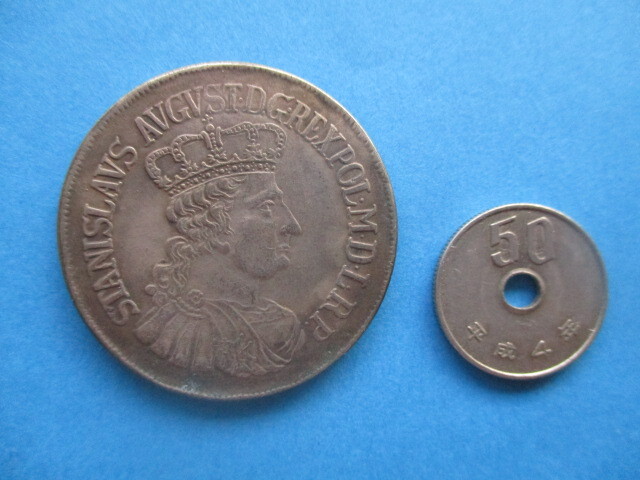 STANISLAVS AVGVST·D·G·REX POL·M·D·L·R·P·
50
平成4年